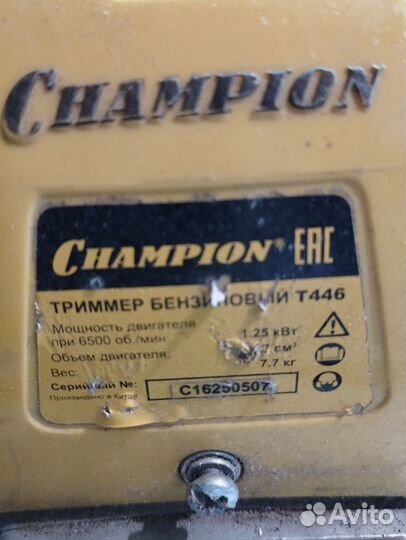 CHAMPION
CHAMPION® EAC
ТРИММЕР БЕНЗИНОВЫЙ T446
Мощность двигателя
при 6500 об./мин 1.25 кВт
Объем двигателя: см³
Вес: 7.7 кг
Серийный №: C16250507
Произведено в Китае
Avito